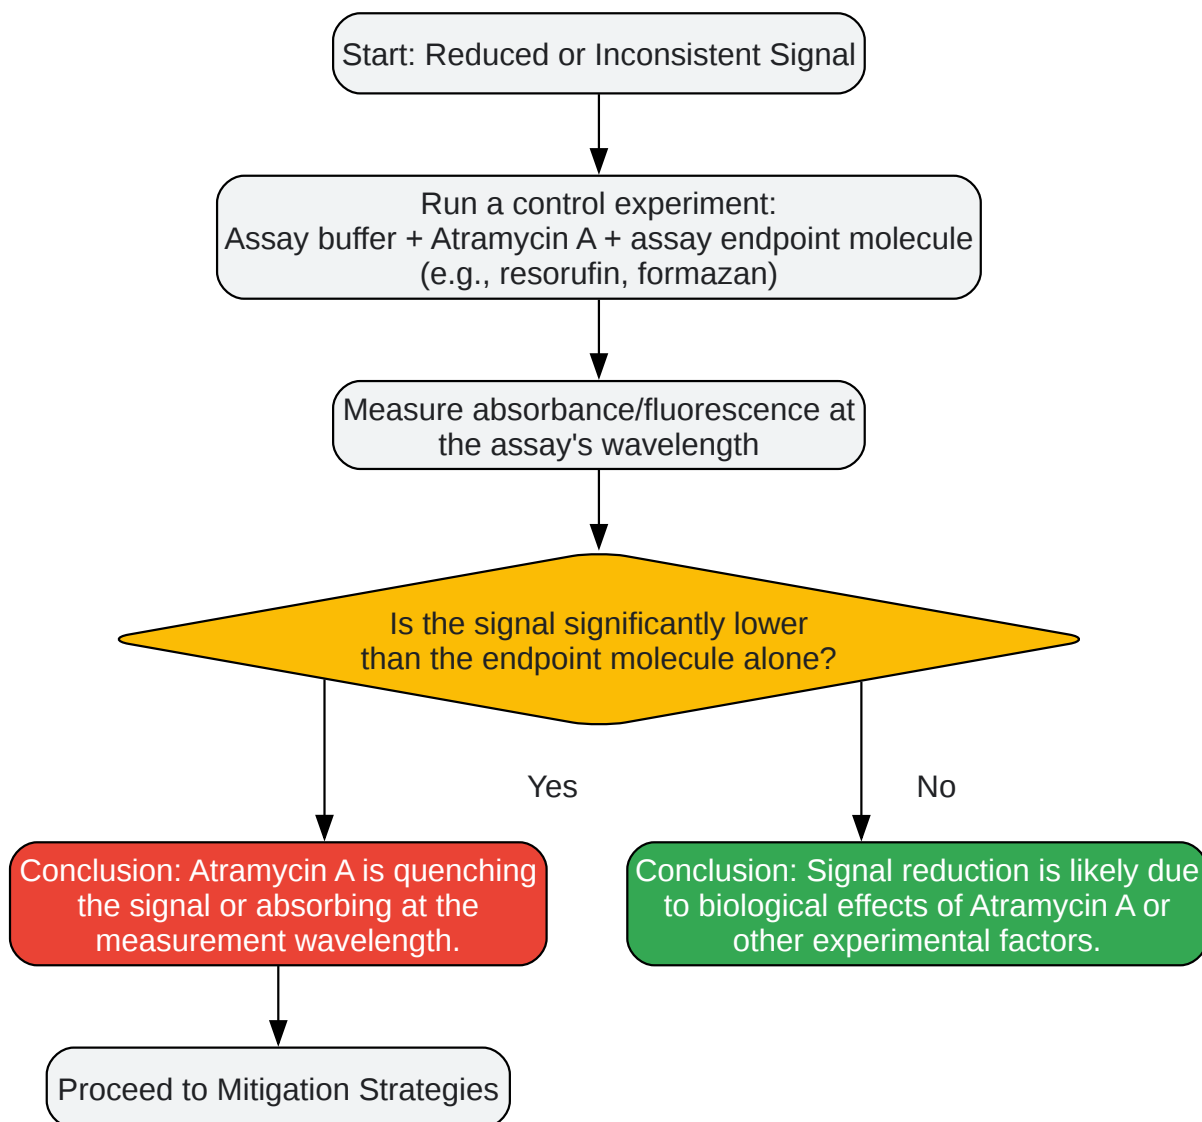 Start: Reduced or Inconsistent Signal
Run a control experiment:
Assay buffer + Atramycin A + assay endpoint molecule
(e.g., resorufin, formazan)
Measure absorbance/fluorescence at
the assay's wavelength
Is the signal significantly lower
than the endpoint molecule alone?
Yes
No
Conclusion: Atramycin A is quenching
the signal or absorbing at the
measurement wavelength.
Conclusion: Signal reduction is likely due
to biological effects of Atramycin A or
other experimental factors.
Proceed to Mitigation Strategies